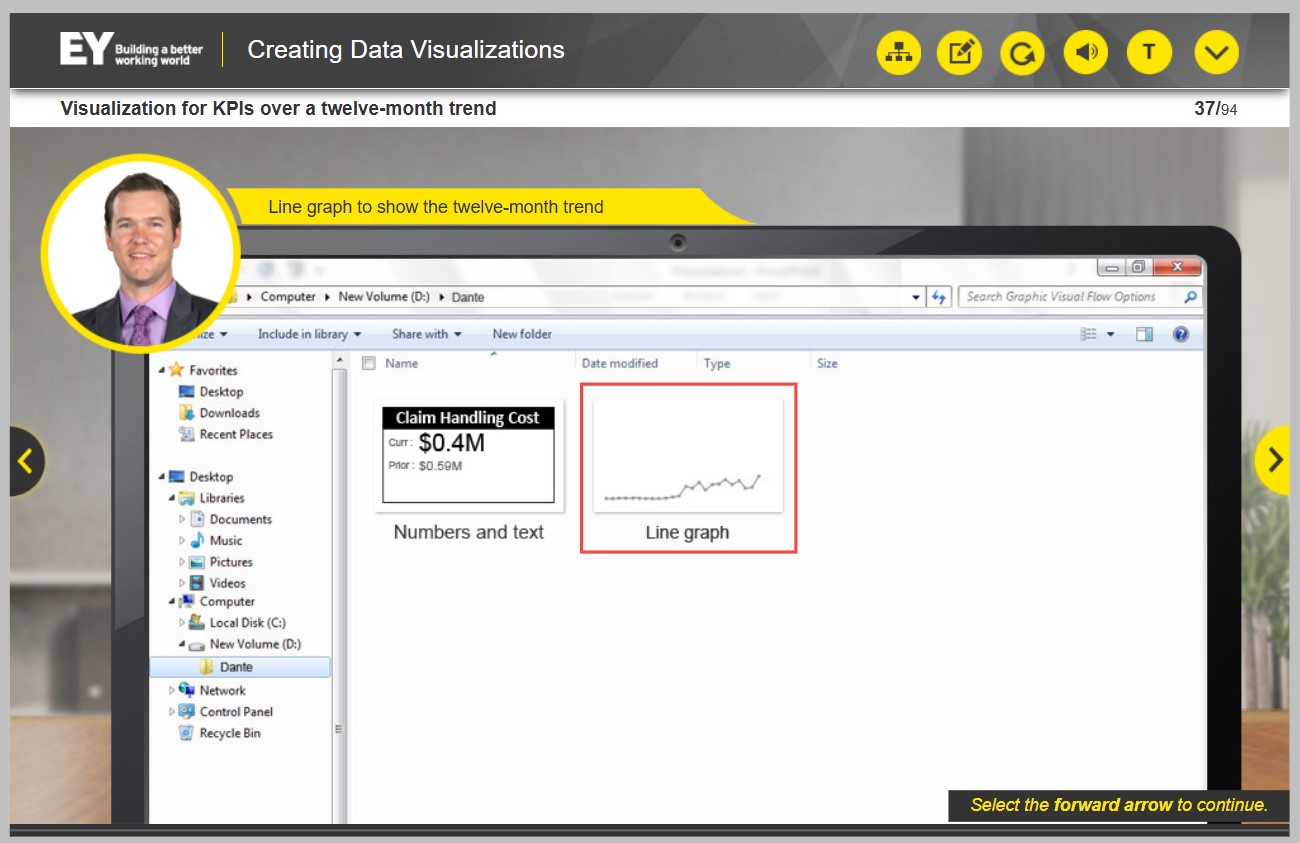 EY Building a better
working world
Creating Data Visualizations
T
Visualization for KPIs over a twelve-month trend
37/94
Line graph to show the twelve-month trend
Computer New Volume (D:) Dante
Search Graphic Visual Flow Options
Include in library Share with New folder
Name Date modified Type Size
Favorites
Desktop
Downloads
Recent Places
Desktop
Libraries
Documents
Music
Pictures
Videos
Computer
Local Disk (C:)
New Volume (D:)
Dante
Network
Control Panel
Recycle Bin
Claim Handling Cost
Curr : $0.4M
Prior : $0.59M
Numbers and text
Line graph
Select the forward arrow to continue.